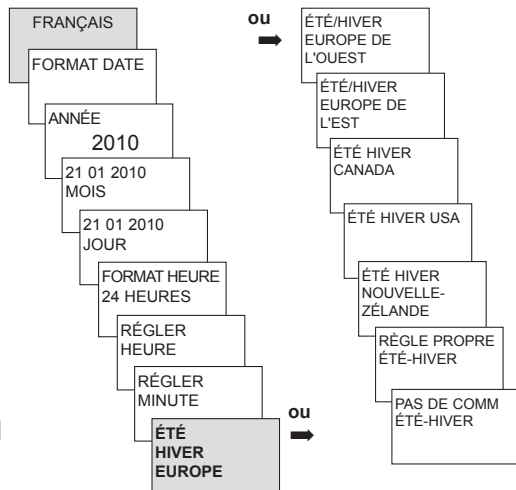 FRANÇAIS
FORMAT DATE
ANNÉE
2010
21 01 2010
MOIS
21 01 2010
JOUR
FORMAT HEURE
24 HEURES
RÉGLER
HEURE
RÉGLER
MINUTE
ÉTÉ
HIVER
EUROPE
ou
ÉTÉ/HIVER
EUROPE DE
L'OUEST
ÉTÉ/HIVER
EUROPE DE
L'EST
ÉTÉ HIVER
CANADA
ÉTÉ HIVER USA
ÉTÉ HIVER
NOUVELLE-
ZÉLANDE
RÈGLE PROPRE
ÉTÉ-HIVER
PAS DE COMM
ÉTÉ-HIVER
ou